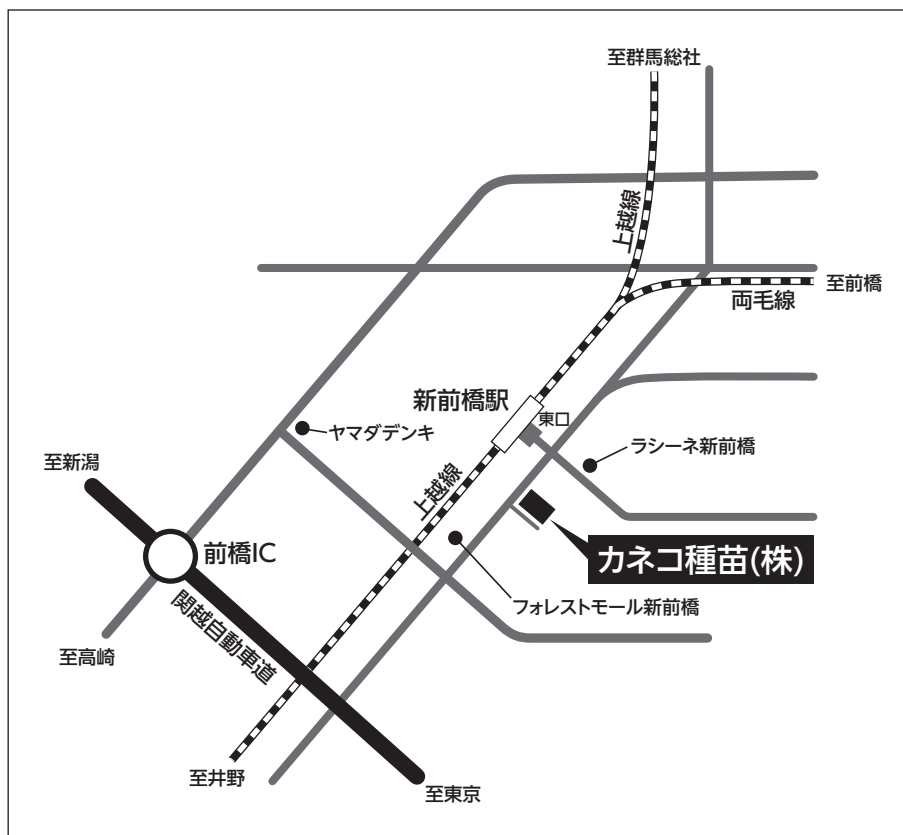 至群馬総社
上越線
至前橋
両毛線
新前橋駅
東口
ヤマダデンキ
ラシーネ新前橋
至新潟
上越線
前橋IC
カネコ種苗(株)
フォレストモール新前橋
関越自動車道
至高崎
至井野
至東京